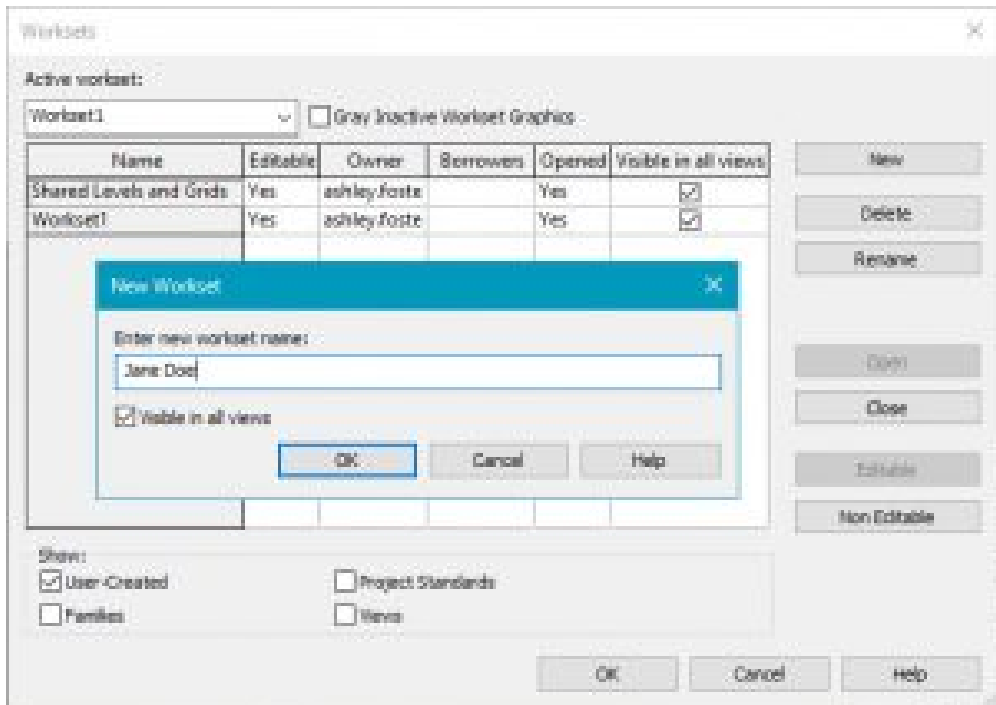 Worksets
Active workset:
Workset1
Gray Inactive Workset Graphics
Name Editable Owner Borrowers Opened Visible in all views
Shared Levels and Grids Yes ashley.foste Yes
Workset1 Yes ashley.foste Yes
New
Delete
Rename
New Workset
Enter new workset name:
Jane Doe
Visible in all views
OK Cancel Help
Open
Close
Editable
Non Editable
Show:
User-Created Project Standards
Families Views
OK Cancel Help